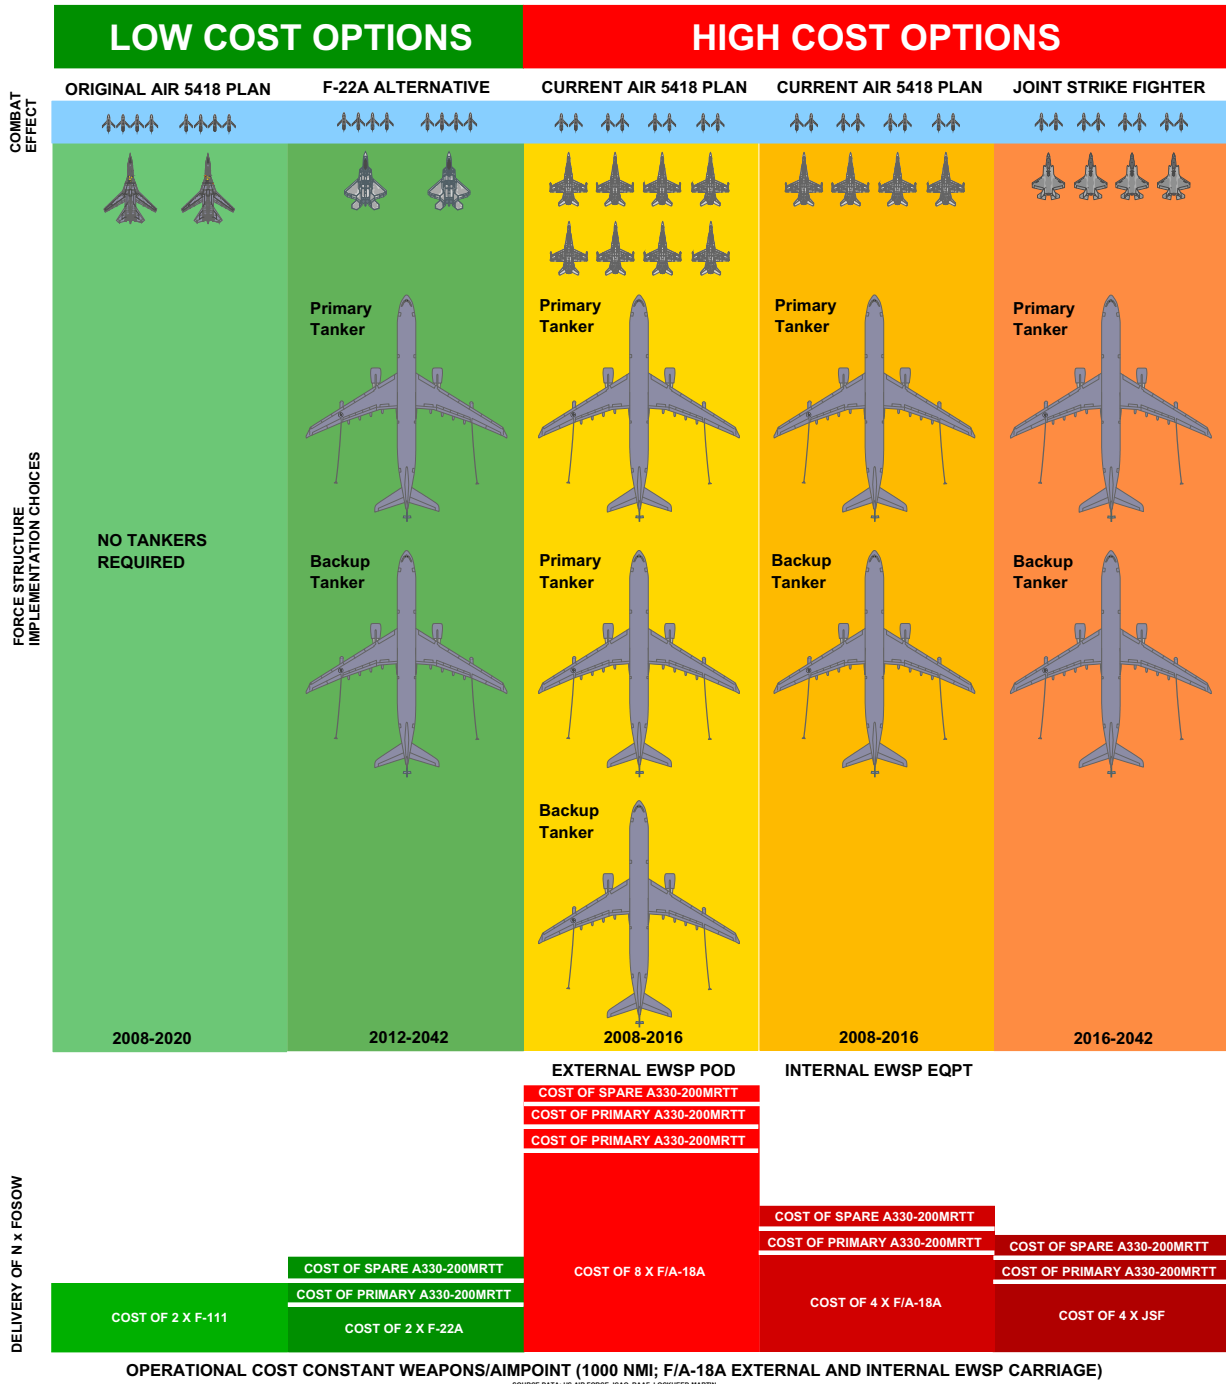 LOW COST OPTIONS
HIGH COST OPTIONS
ORIGINAL AIR 5418 PLAN
F-22A ALTERNATIVE
CURRENT AIR 5418 PLAN
CURRENT AIR 5418 PLAN
JOINT STRIKE FIGHTER
COMBAT
EFFECT
FORCE STRUCTURE
IMPLEMENTATION CHOICES
NO TANKERS
REQUIRED
2008-2020
Primary
Tanker
Backup
Tanker
2012-2042
Primary
Tanker
Primary
Tanker
Backup
Tanker
2008-2016
Primary
Tanker
Backup
Tanker
2008-2016
Primary
Tanker
Backup
Tanker
2016-2042
EXTERNAL EWSP POD
INTERNAL EWSP EQPT
DELIVERY OF N x FOSOW
COST OF 2 X F-111
COST OF SPARE A330-200MRTT
COST OF PRIMARY A330-200MRTT
COST OF 2 X F-22A
COST OF SPARE A330-200MRTT
COST OF PRIMARY A330-200MRTT
COST OF PRIMARY A330-200MRTT
COST OF 8 X F/A-18A
COST OF SPARE A330-200MRTT
COST OF PRIMARY A330-200MRTT
COST OF 4 X F/A-18A
COST OF SPARE A330-200MRTT
COST OF PRIMARY A330-200MRTT
COST OF 4 X JSF
OPERATIONAL COST CONSTANT WEAPONS/AIMPOINT (1000 NMI; F/A-18A EXTERNAL AND INTERNAL EWSP CARRIAGE)